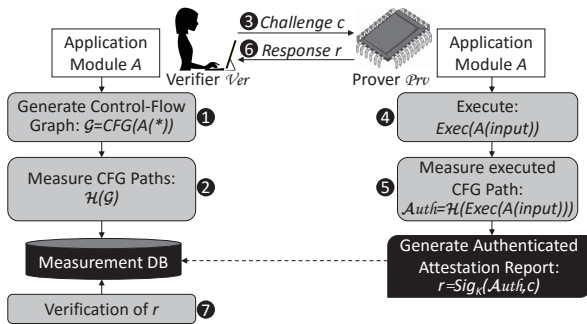 Application
Module A
❸ Challenge c
❻ Response r
Verifier Ver
Prover Prv
Application
Module A
Generate Control-Flow
Graph: G=CFG(A(*))
❶
Measure CFG Paths:
H(G)
❷
Measurement DB
Verification of r
❼
❹
Execute:
Exec(A(input))
❺
Measure executed
CFG Path:
Auth=H(Exec(A(input)))
Generate Authenticated
Attestation Report:
r=Sig_K(Auth,c)